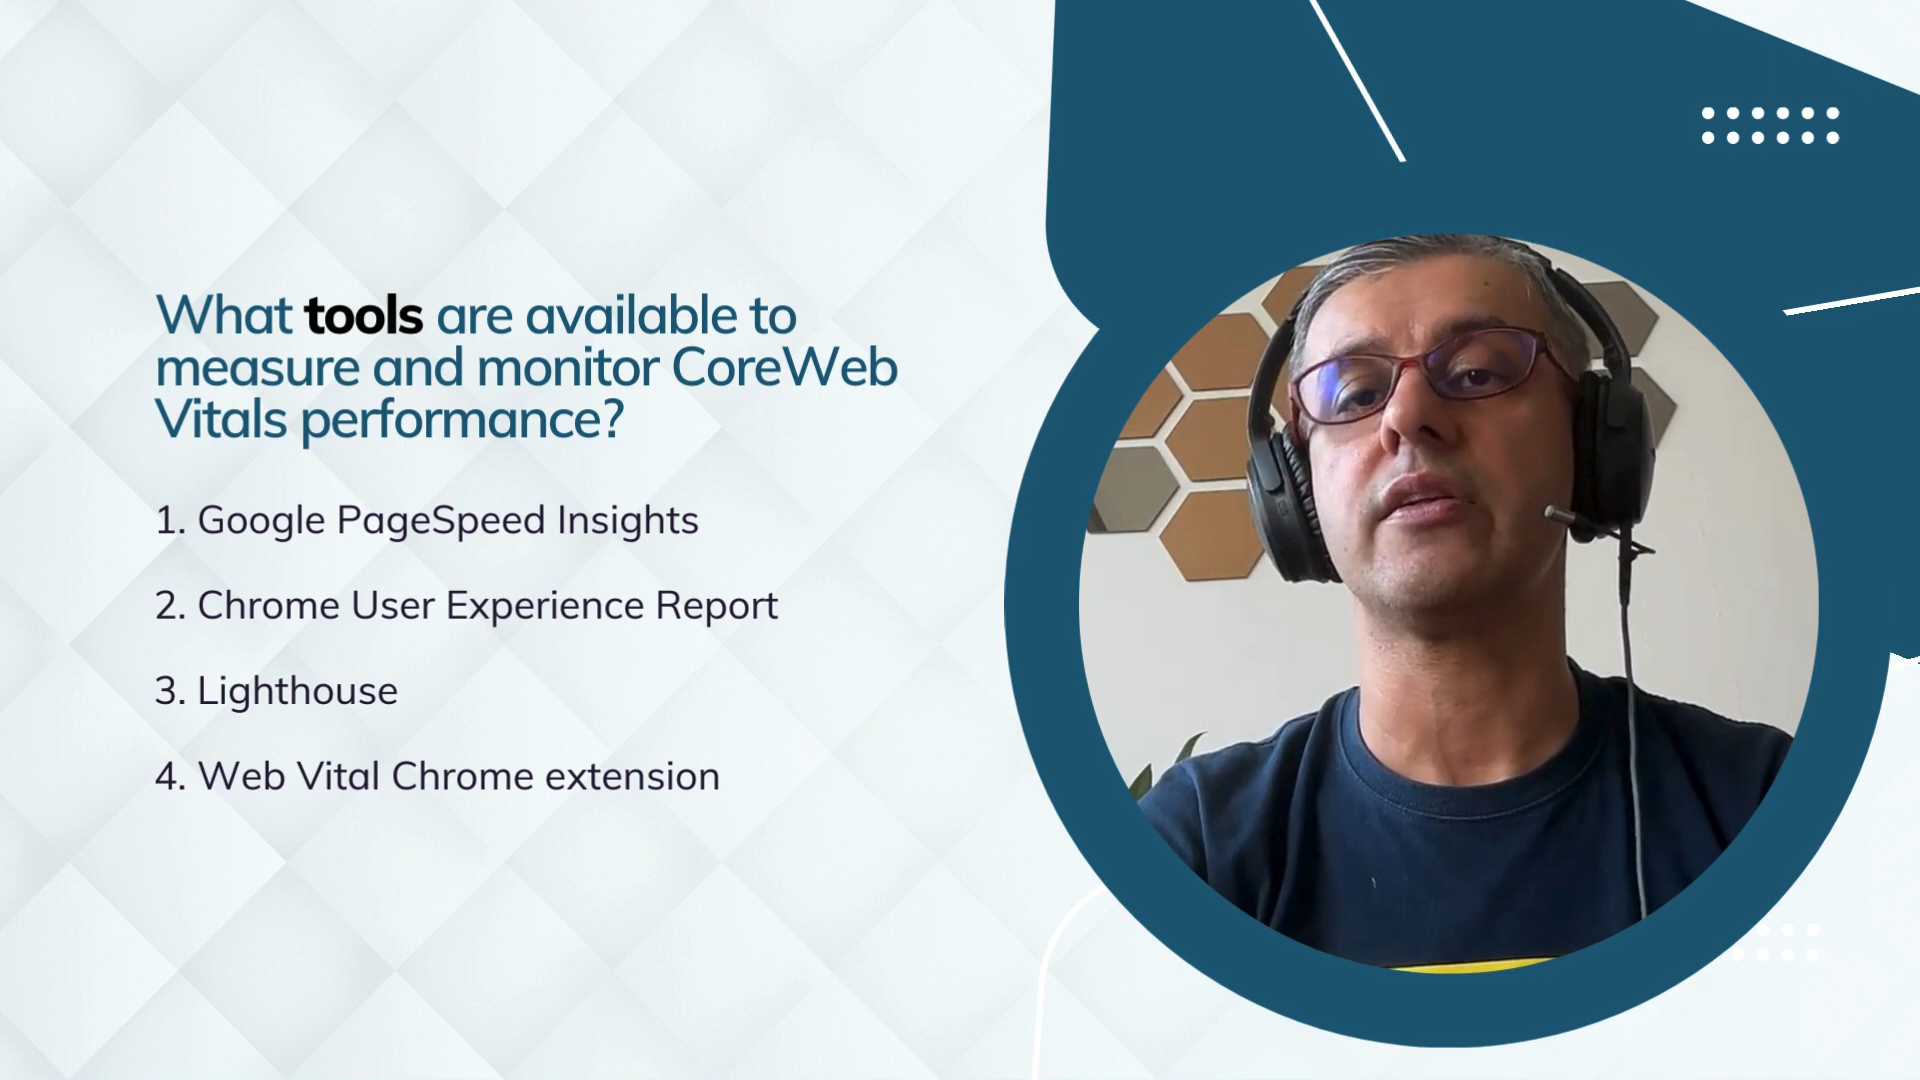 What tools are available to
measure and monitor CoreWeb
Vitals performance?
1. Google PageSpeed Insights
2. Chrome User Experience Report
3. Lighthouse
4. Web Vital Chrome extension